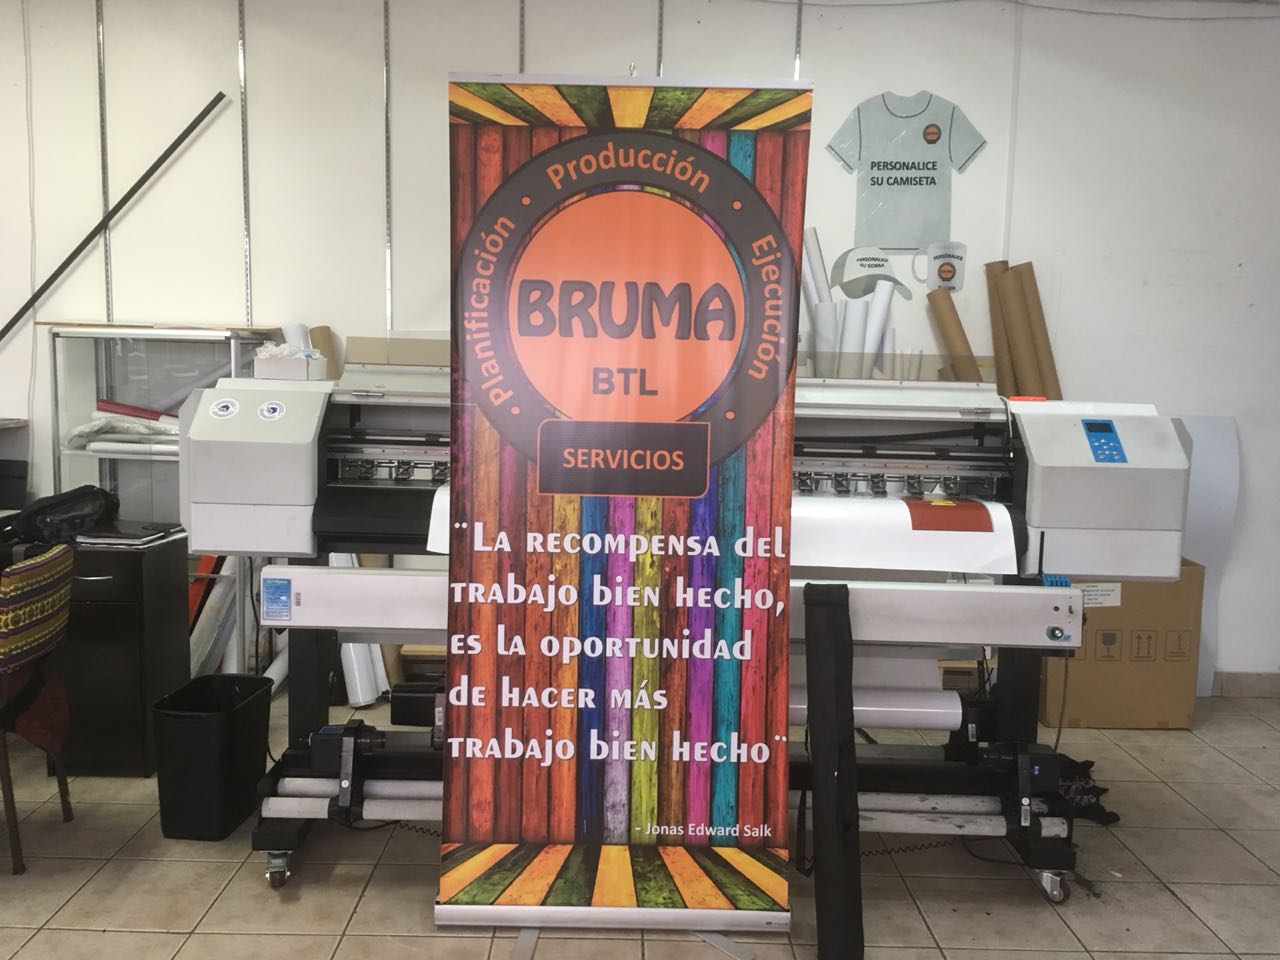 Planificación • Producción • Ejecución
BRUMA
BTL
SERVICIOS
¨La recompensa del
trabajo bien hecho,
es la oportunidad
de hacer más
trabajo bien hecho¨
- Jonas Edward Salk
PERSONALICE
SU CAMISETA
PERSONALICE
SU GORRA
PERSONALICE